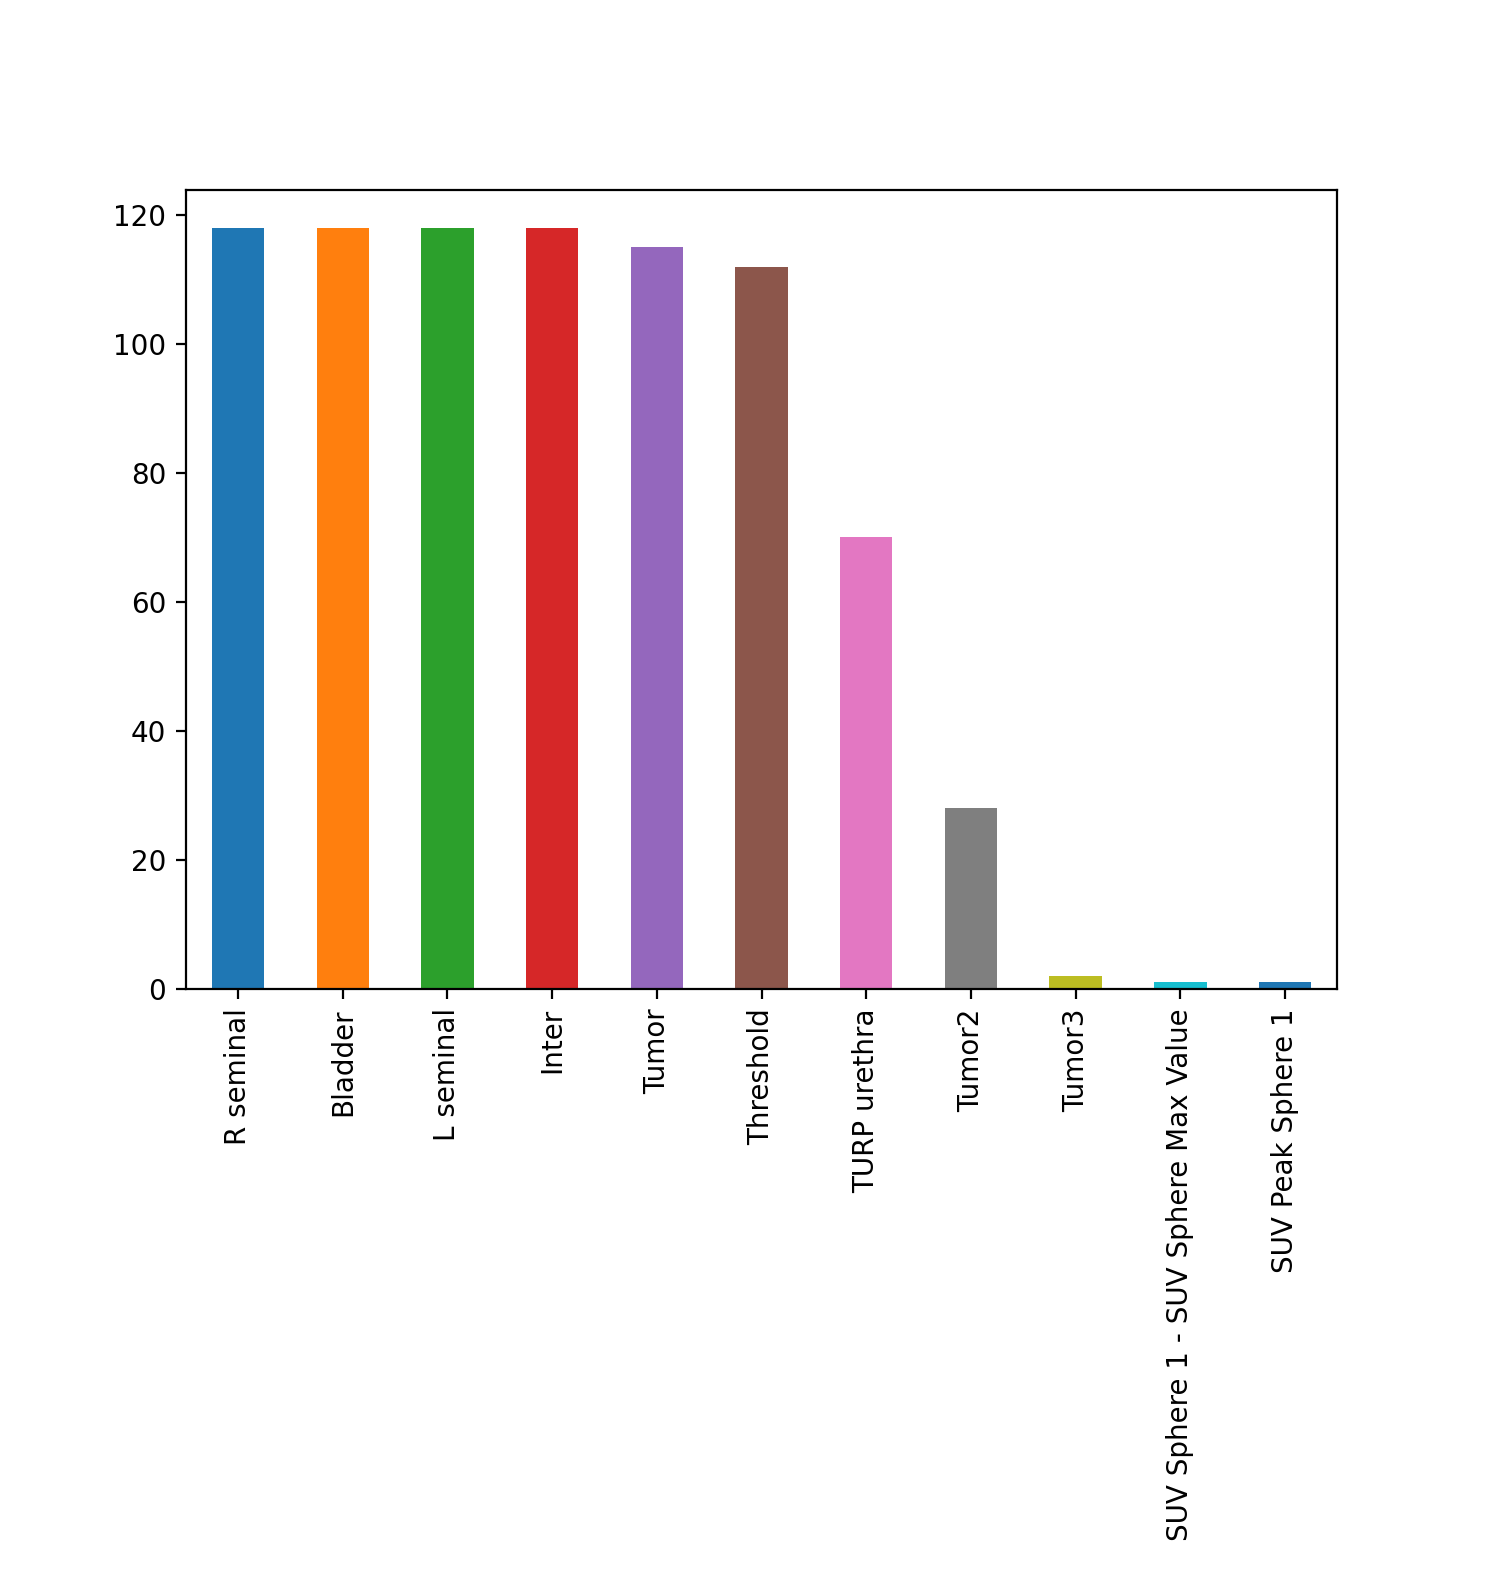 120
100
80
60
40
20
0
R seminal
Bladder
L seminal
Inter
Tumor
Threshold
TURP urethra
Tumor2
Tumor3
SUV Sphere 1 - SUV Sphere Max Value
SUV Peak Sphere 1